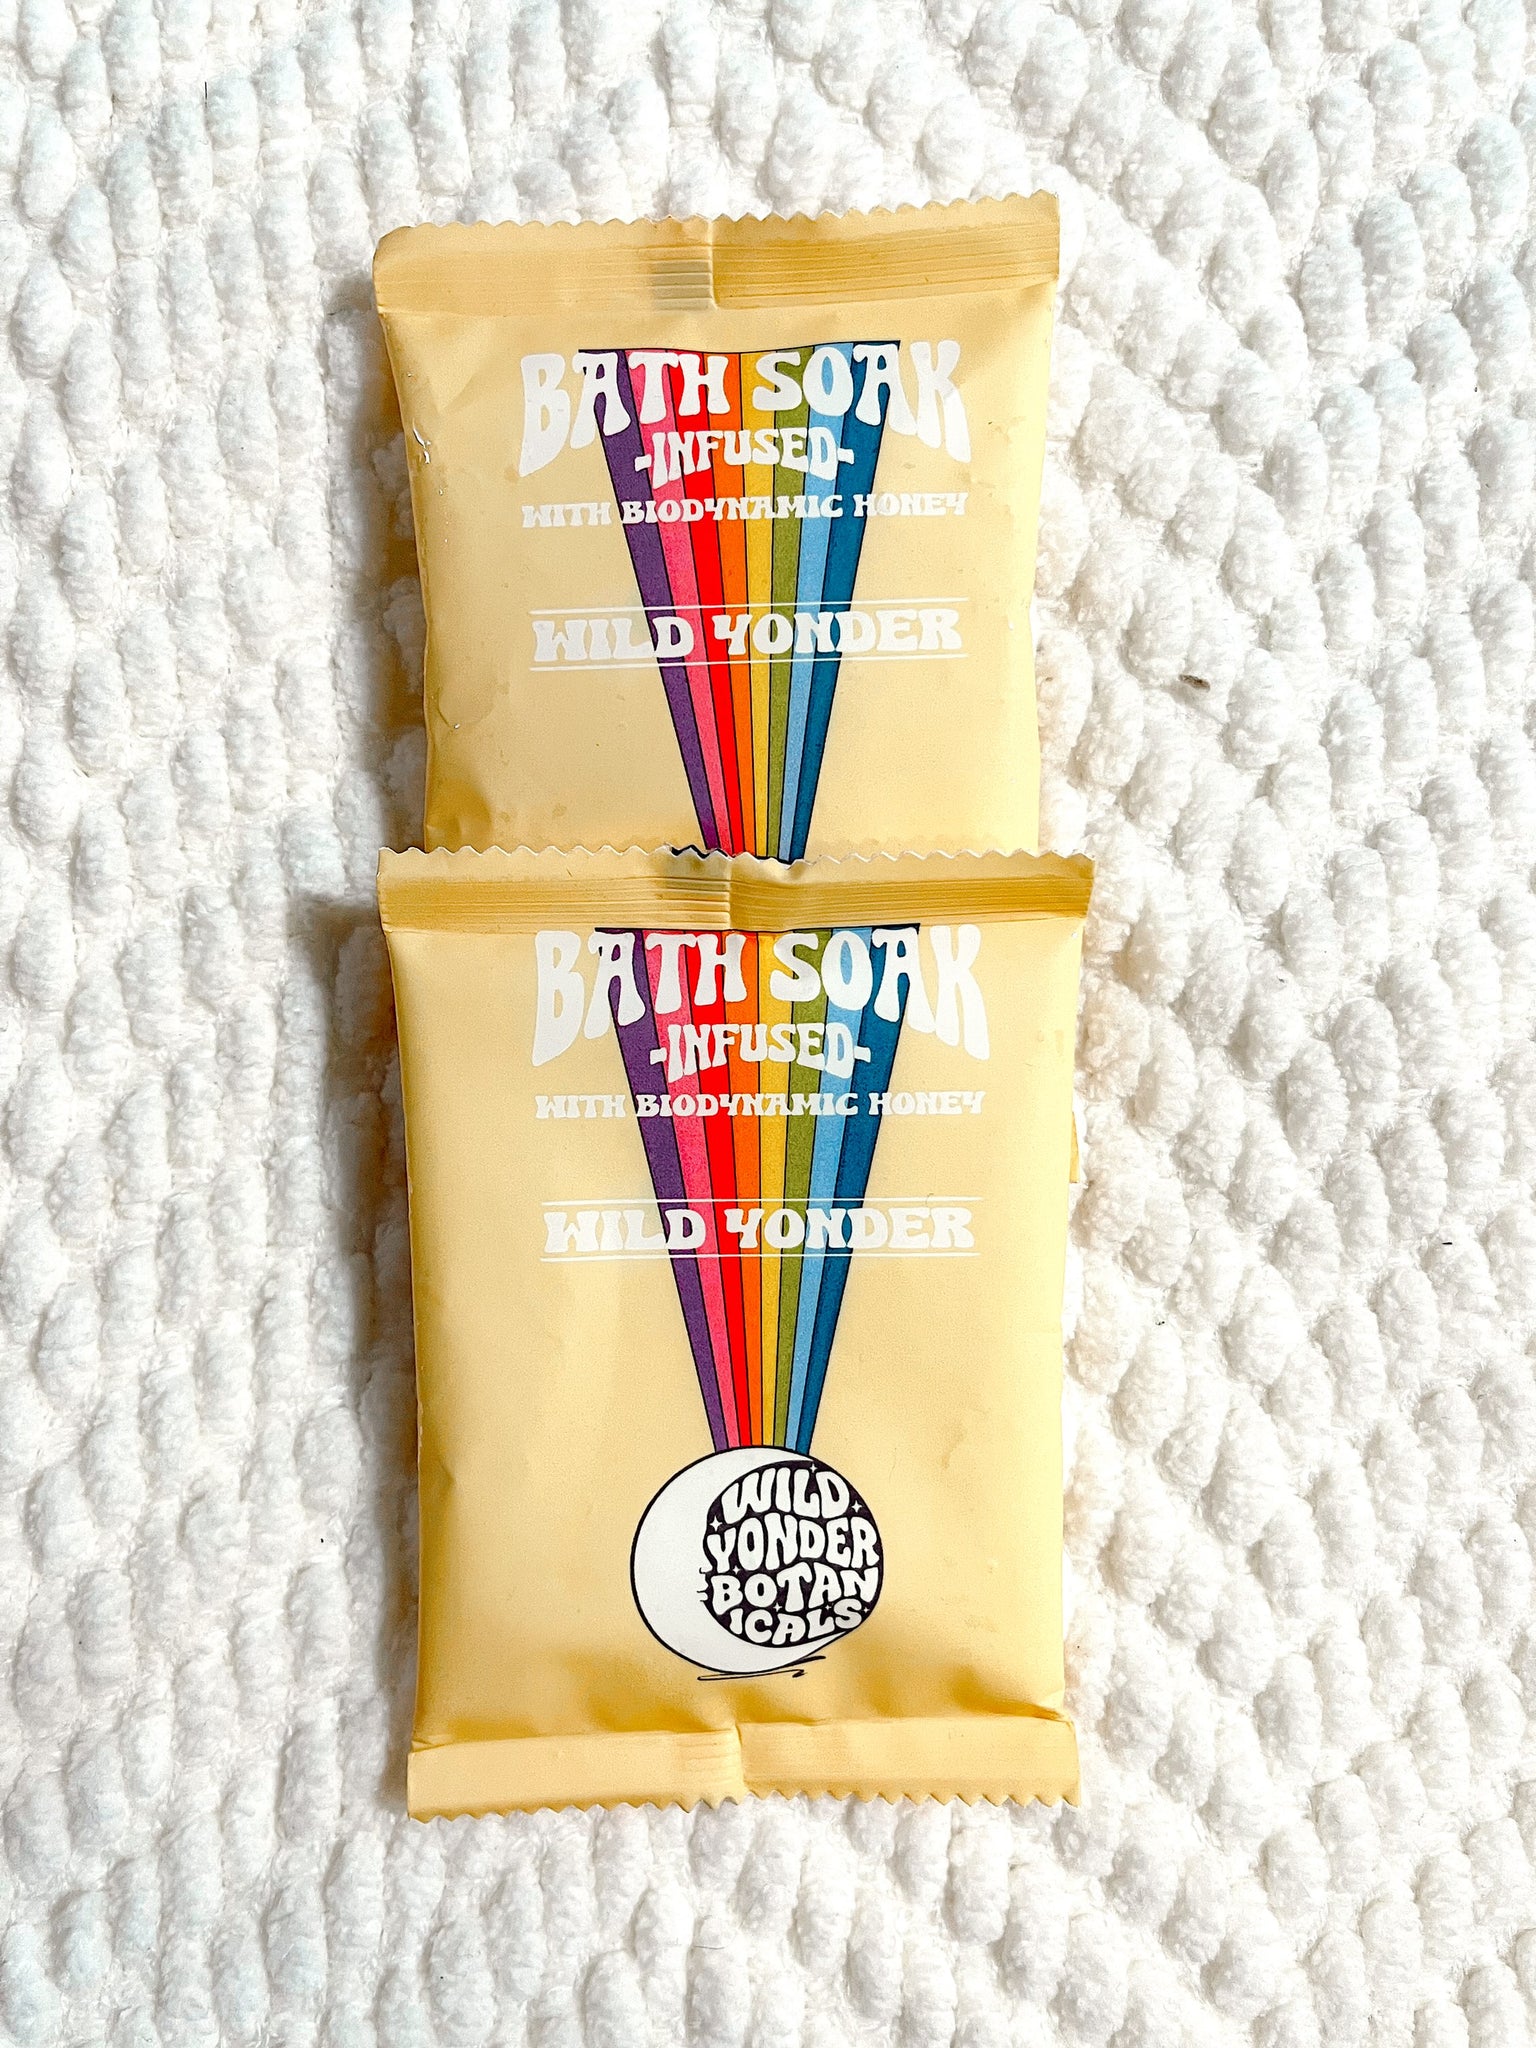 BATH SOAK
-INFUSED-
WITH BIODYNAMIC HONEY
WILD YONDER
BATH SOAK
-INFUSED-
WITH BIODYNAMIC HONEY
WILD YONDER
WILD
YONDER
BOTAN
ICALS